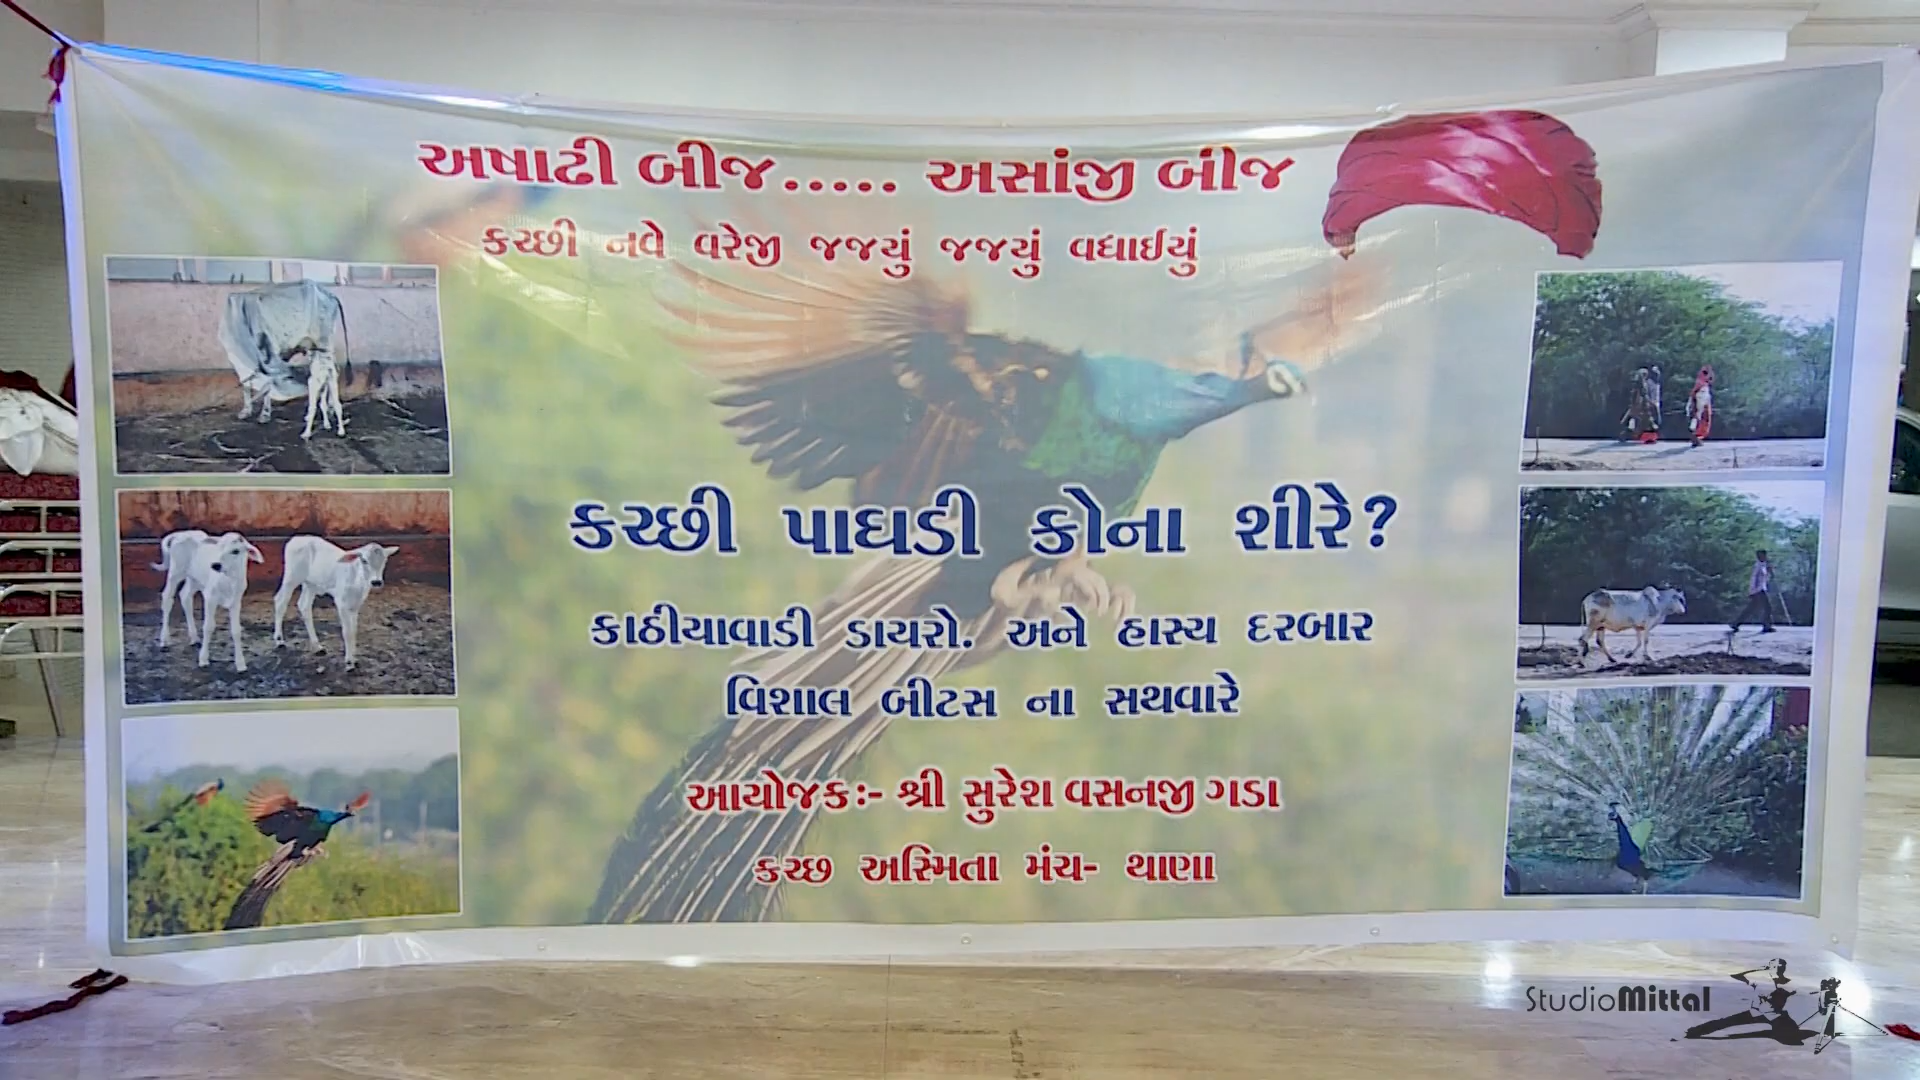 અષાઢી બીજ..... અસાંજી બીજ
કચ્છી નવે વરેજી જજયું જજયું વધાઈયું
કચ્છી પાઘડી કોના શીરે?
કાઠીયાવાડી ડાયરો. અને હાસ્ય દરબાર
વિશાલ બીટસ ના સથવારે
આયોજક:- શ્રી સુરેશ વસનજી ગડા
કચ્છ અસ્મિતા મંચ- થાણા
StudioMittal